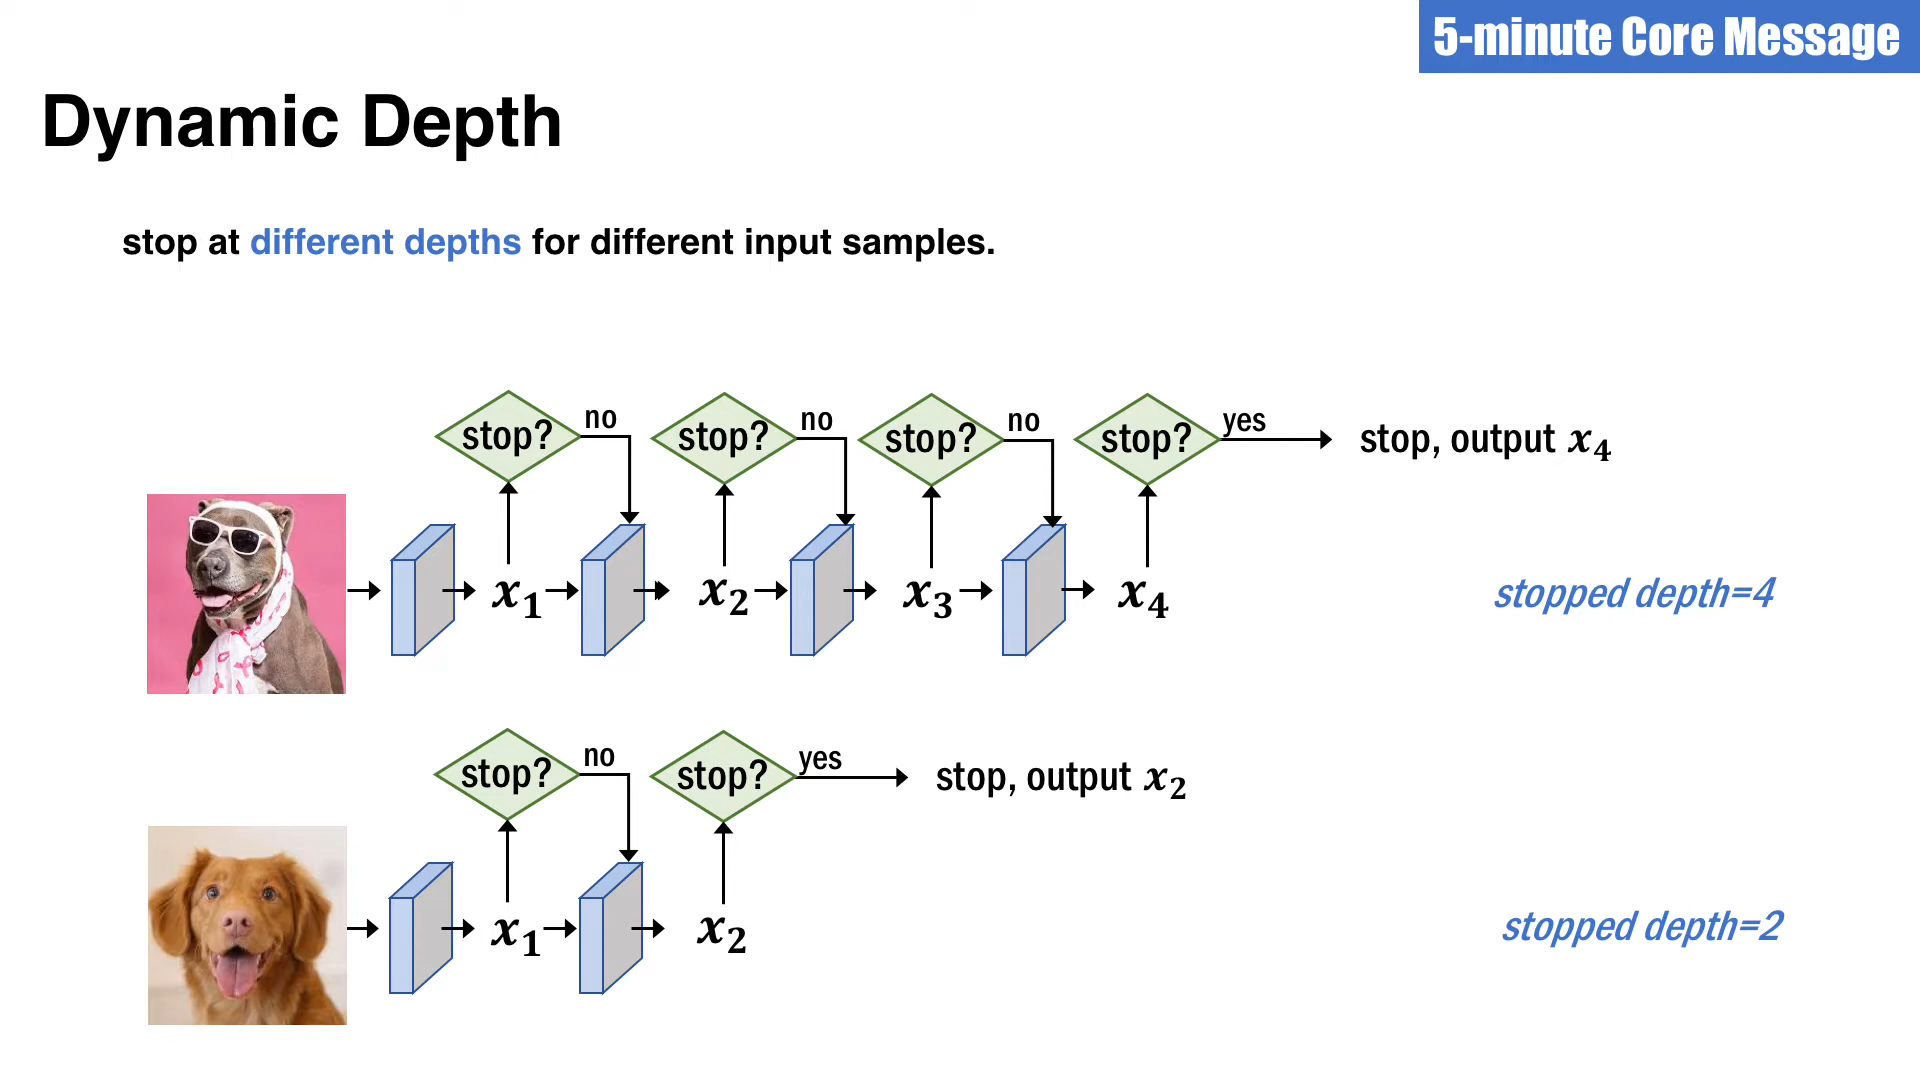 5-minute Core Message
Dynamic Depth
stop at different depths for different input samples.
stop? no stop? no stop? no stop? yes stop, output x₄
x₁ x₂ x₃ x₄ stopped depth=4
stop? no stop? yes stop, output x₂
x₁ x₂ stopped depth=2